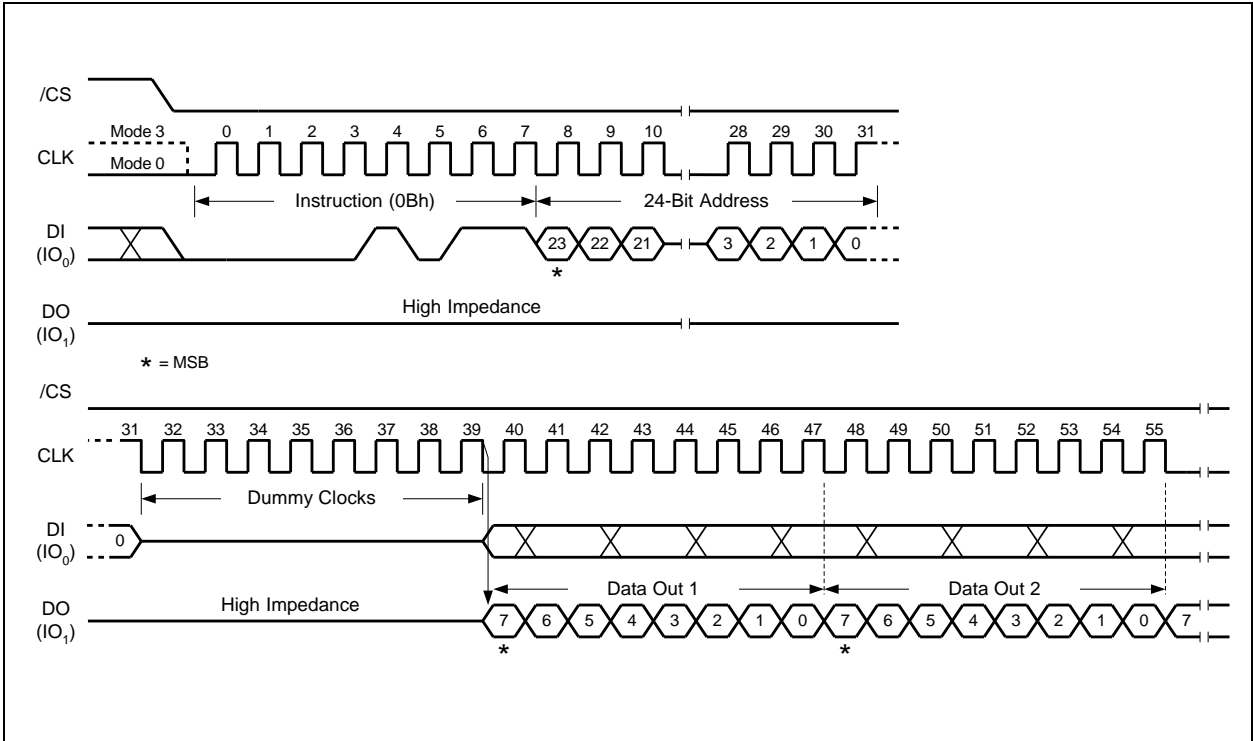 /CS
Mode 3
0 1 2 3 4 5 6 7 8 9 10 28 29 30 31
CLK
Mode 0
Instruction (0Bh) 24-Bit Address
DI
(IO0)
23 22 21 3 2 1 0
*
High Impedance
DO
(IO1)
* = MSB
/CS
31 32 33 34 35 36 37 38 39 40 41 42 43 44 45 46 47 48 49 50 51 52 53 54 55
CLK
Dummy Clocks
DI
(IO0)
0
Data Out 1 Data Out 2
High Impedance
DO
(IO1)
7 6 5 4 3 2 1 0 7 6 5 4 3 2 1 0 7
* *